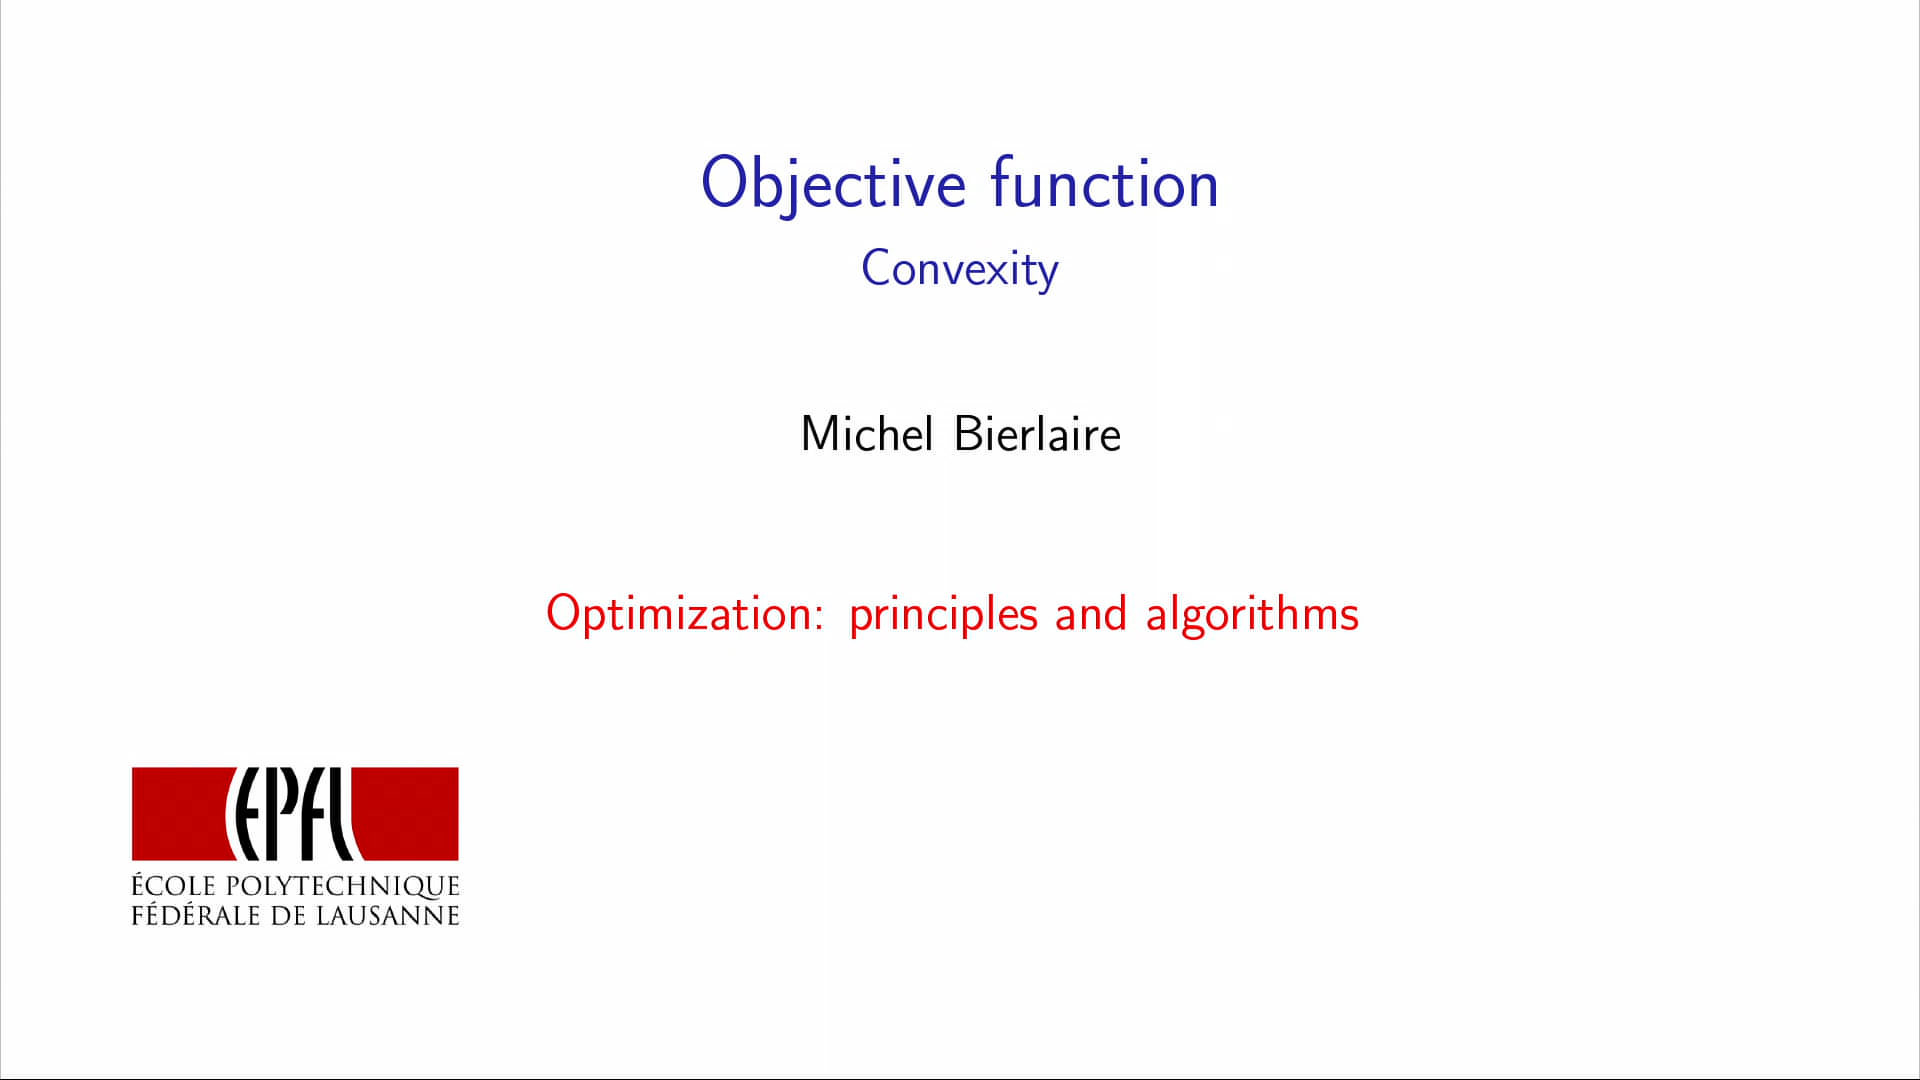 Objective function
Convexity
Michel Bierlaire
Optimization: principles and algorithms
EPFL
ÉCOLE POLYTECHNIQUE
FÉDÉRALE DE LAUSANNE